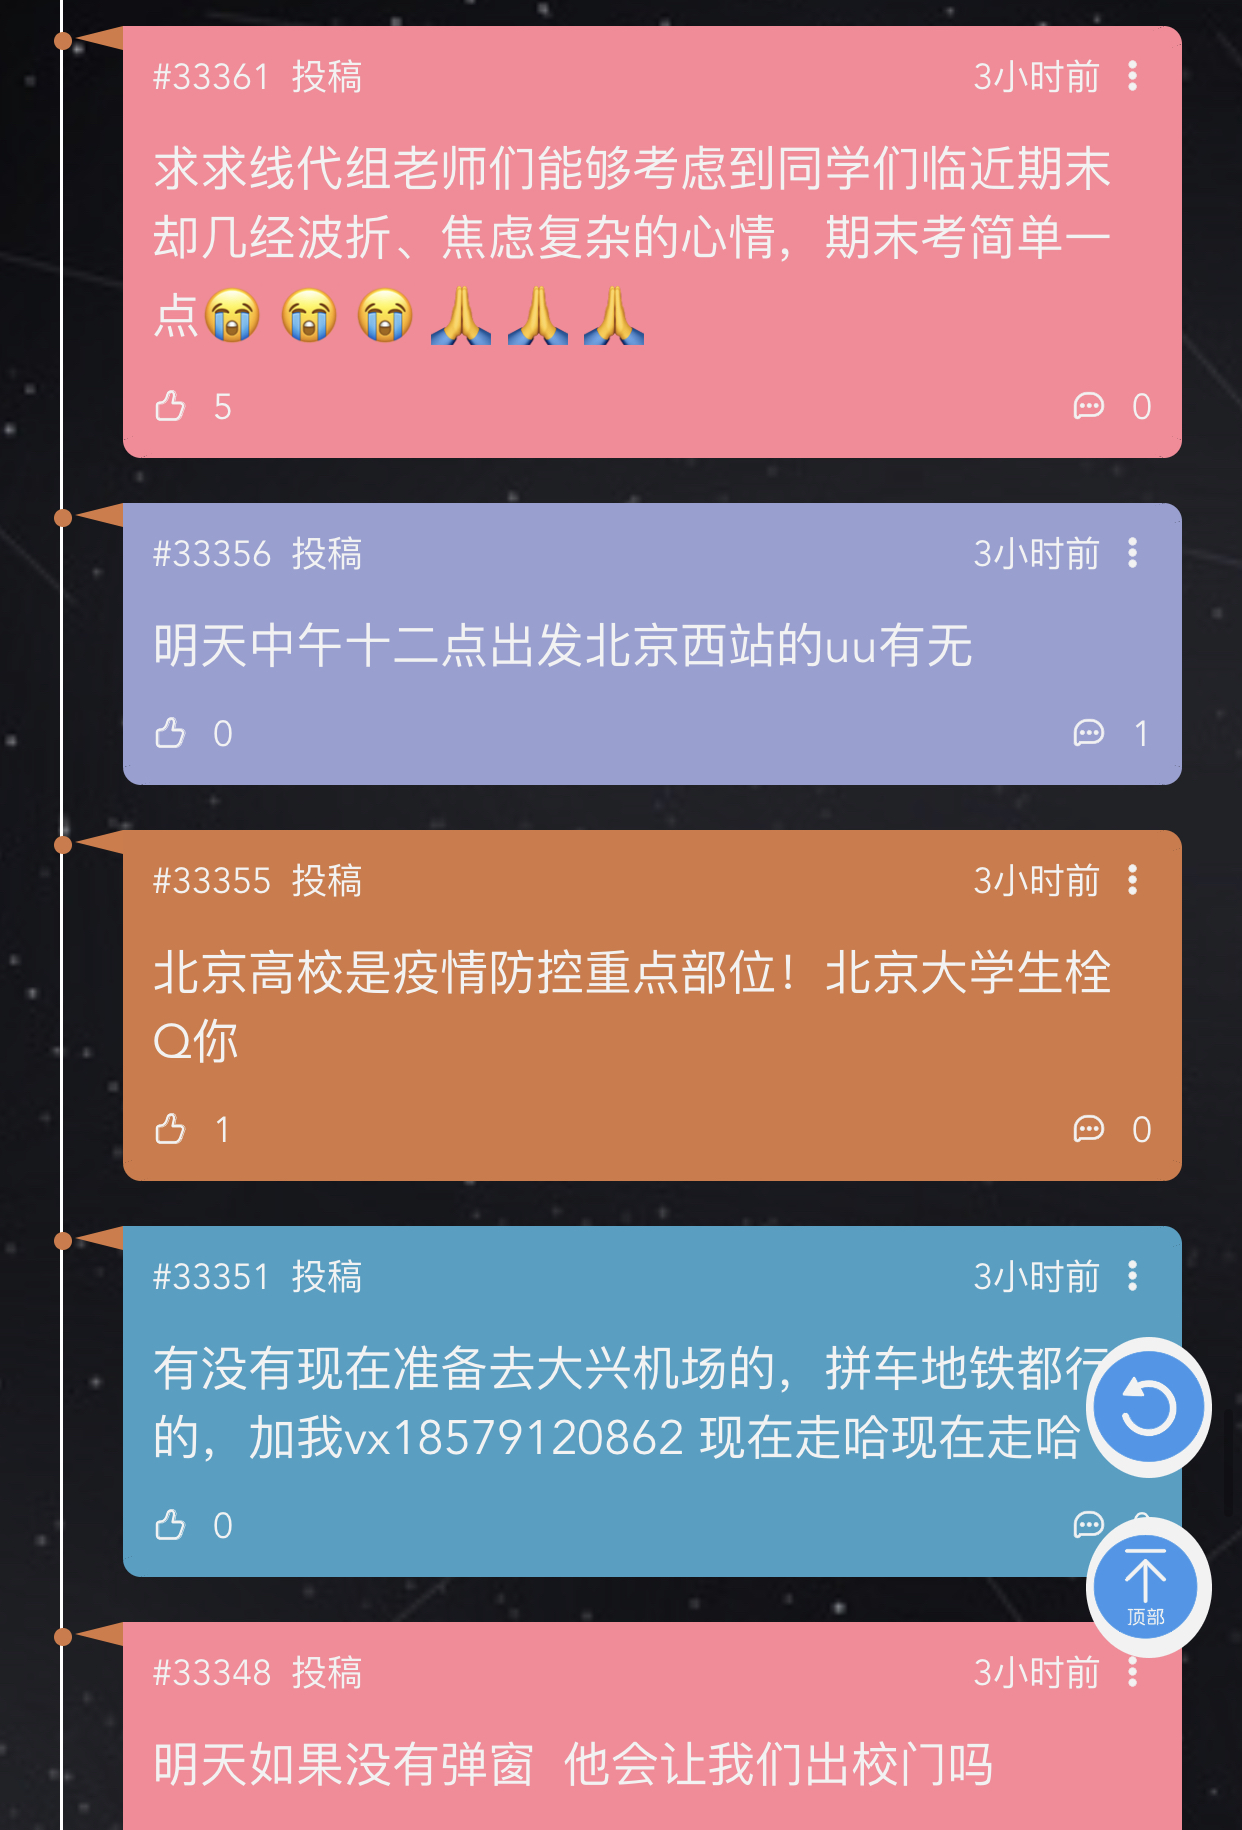 #33361 投稿 3小时前
求求线代组老师们能够考虑到同学们临近期末
却几经波折、焦虑复杂的心情，期末考简单一
点😭😭😭🙏🙏🙏
5 0
#33356 投稿 3小时前
明天中午十二点出发北京西站的uu有无
0 1
#33355 投稿 3小时前
北京高校是疫情防控重点部位！北京大学生栓
Q你
1 0
#33351 投稿 3小时前
有没有现在准备去大兴机场的，拼车地铁都行
的，加我vx18579120862 现在走哈现在走哈
0
顶部
#33348 投稿 3小时前
明天如果没有弹窗 他会让我们出校门吗